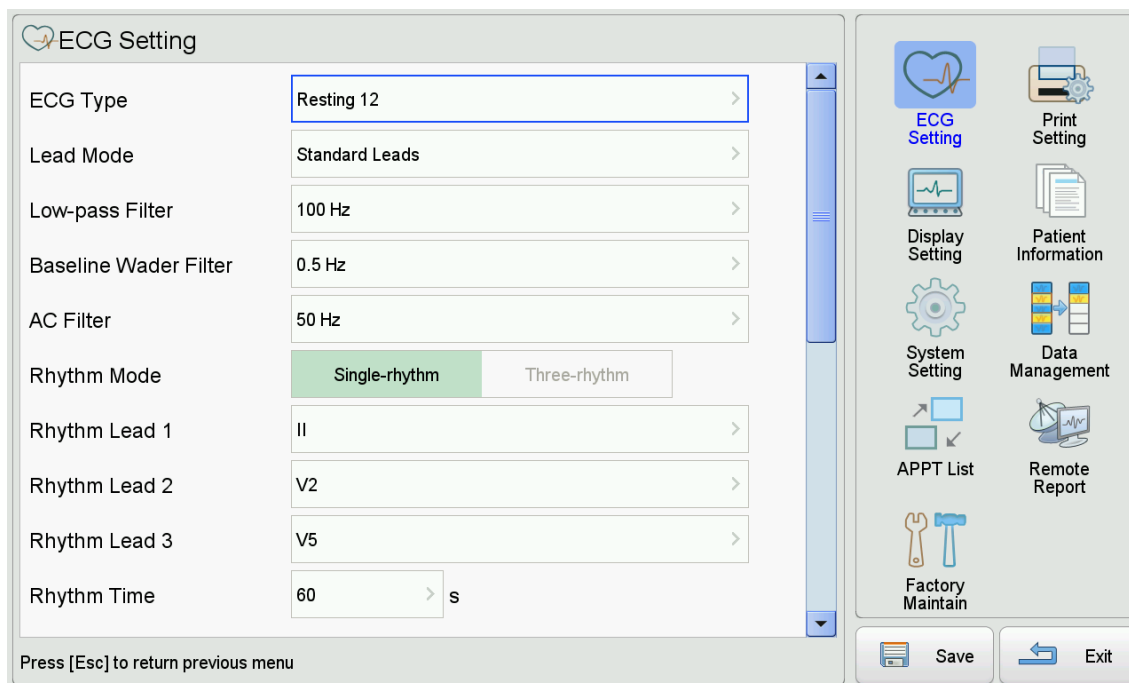 ECG Setting
ECG Type
Resting 12
Lead Mode
Standard Leads
Low-pass Filter
100 Hz
Baseline Wader Filter
0.5 Hz
AC Filter
50 Hz
Rhythm Mode
Single-rhythm
Three-rhythm
Rhythm Lead 1
II
Rhythm Lead 2
V2
Rhythm Lead 3
V5
Rhythm Time
60
s
Press [Esc] to return previous menu
ECG
Setting
Print
Setting
Display
Setting
Patient
Information
System
Setting
Data
Management
APPT List
Remote
Report
Factory
Maintain
Save
Exit